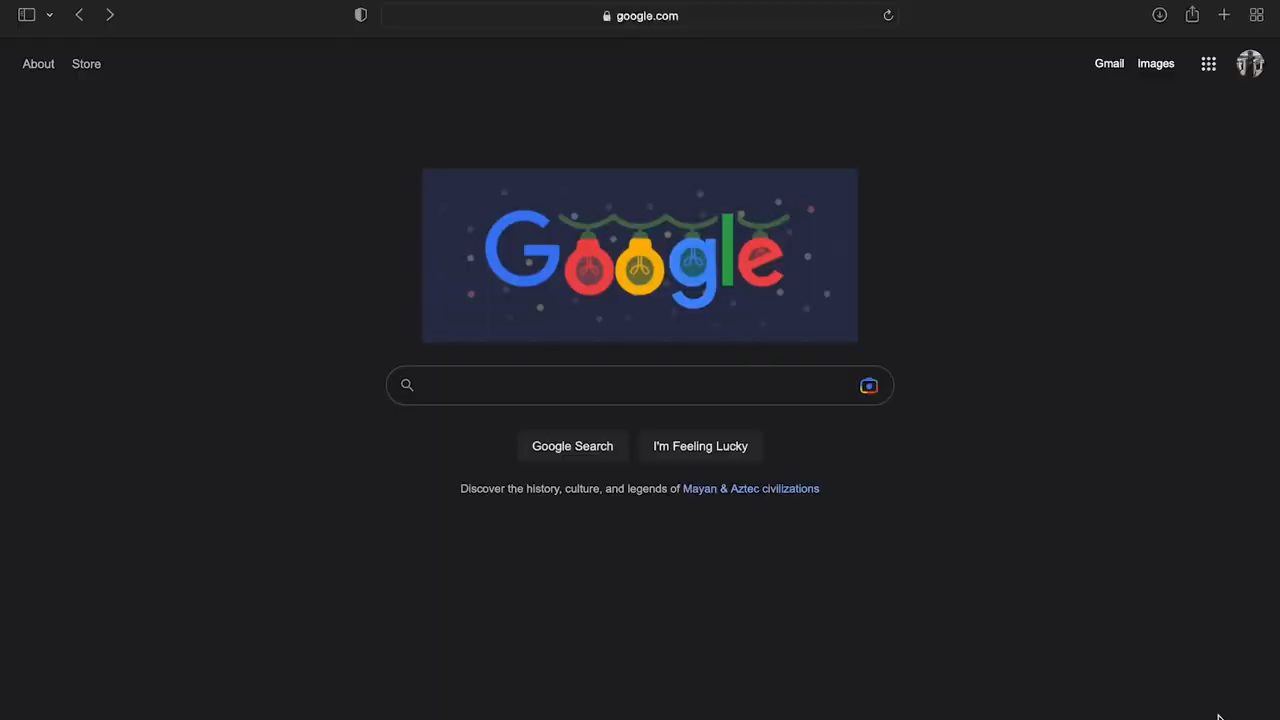 google.com
About Store Gmail Images
Google
Google Search I'm Feeling Lucky
Discover the history, culture, and legends of Mayan & Aztec civilizations